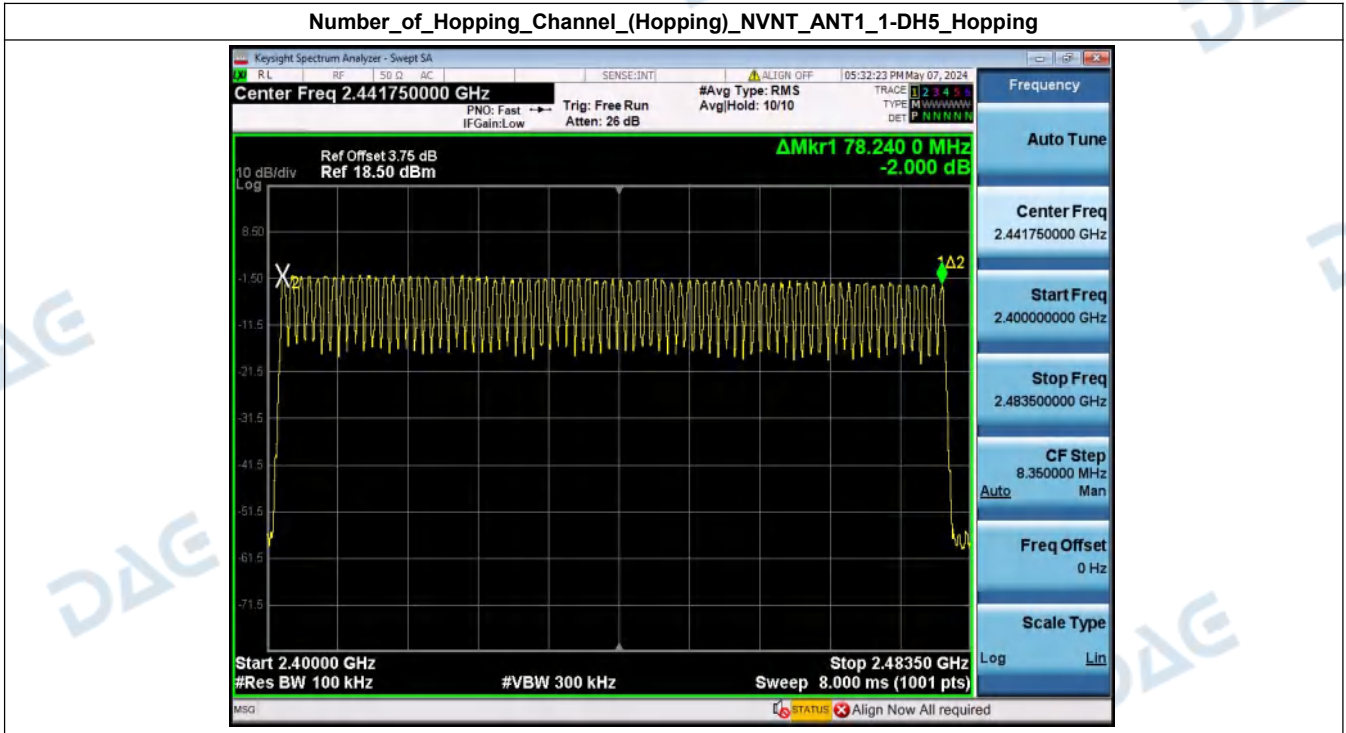 Number_of_Hopping_Channel_(Hopping)_NVNT_ANT1_1-DH5_Hopping
Keysight Spectrum Analyzer - Swept SA
LXI RL RF 50 Ω AC SENSE:INT ALIGN OFF 05:32:23 PM May 07, 2024
Center Freq 2.441750000 GHz
PNO: Fast
IFGain:Low
Trig: Free Run
Atten: 26 dB
#Avg Type: RMS
Avg|Hold: 10/10
TRACE 1 2 3 4 5 6
TYPE M WWWWW
DET P N N N N N
Ref Offset 3.75 dB
10 dB/div Ref 18.50 dBm
Log
ΔMkr1 78.240 0 MHz
-2.000 dB
8.50
-1.50
-11.5
-21.5
-31.5
-41.5
-51.5
-61.5
-71.5
X2
1Δ2
Start 2.40000 GHz
Stop 2.48350 GHz
#Res BW 100 kHz
#VBW 300 kHz
Sweep 8.000 ms (1001 pts)
MSG
STATUS
Align Now All required
Frequency
Auto Tune
Center Freq
2.441750000 GHz
Start Freq
2.400000000 GHz
Stop Freq
2.483500000 GHz
CF Step
8.350000 MHz
Auto Man
Freq Offset
0 Hz
Scale Type
Log Lin
DAE
DAE
DAE